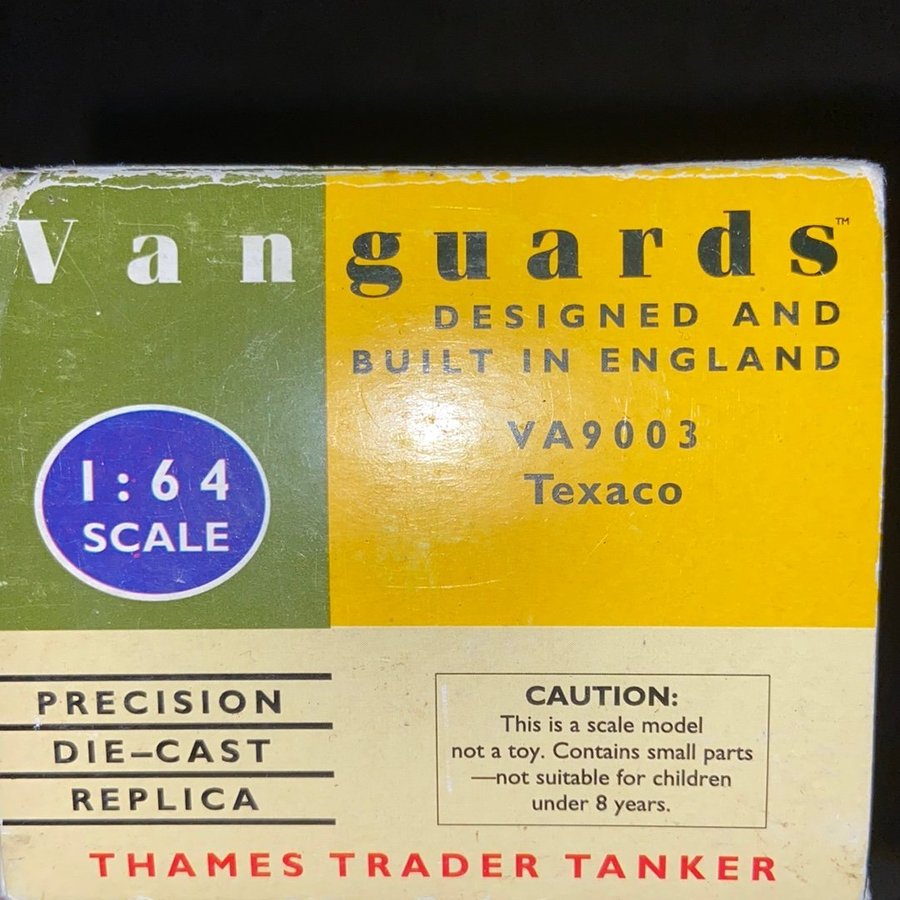 Vanguards™
DESIGNED AND
BUILT IN ENGLAND
VA9003
Texaco
1:64
SCALE
PRECISION
DIE–CAST
REPLICA
CAUTION:
This is a scale model
not a toy. Contains small parts
—not suitable for children
under 8 years.
THAMES TRADER TANKER